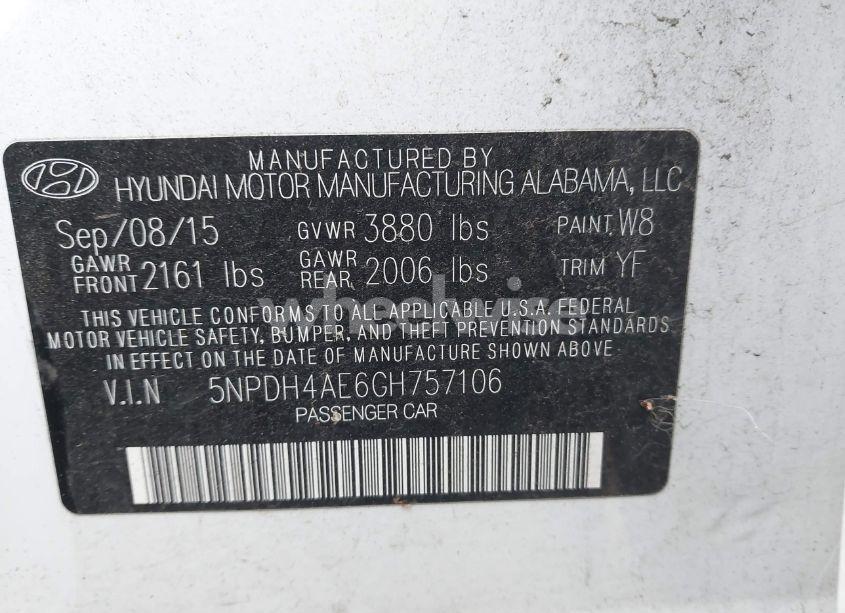 MANUFACTURED BY
HYUNDAI MOTOR MANUFACTURING ALABAMA, LLC
Sep/08/15 GVWR 3880 lbs PAINT W8
GAWR FRONT 2161 lbs GAWR REAR 2006 lbs TRIM YF
THIS VEHICLE CONFORMS TO ALL APPLICABLE U.S.A. FEDERAL
MOTOR VEHICLE SAFETY, BUMPER, AND THEFT PREVENTION STANDARDS
IN EFFECT ON THE DATE OF MANUFACTURE SHOWN ABOVE
V.I.N 5NPDH4AE6GH757106
PASSENGER CAR
wheelwise